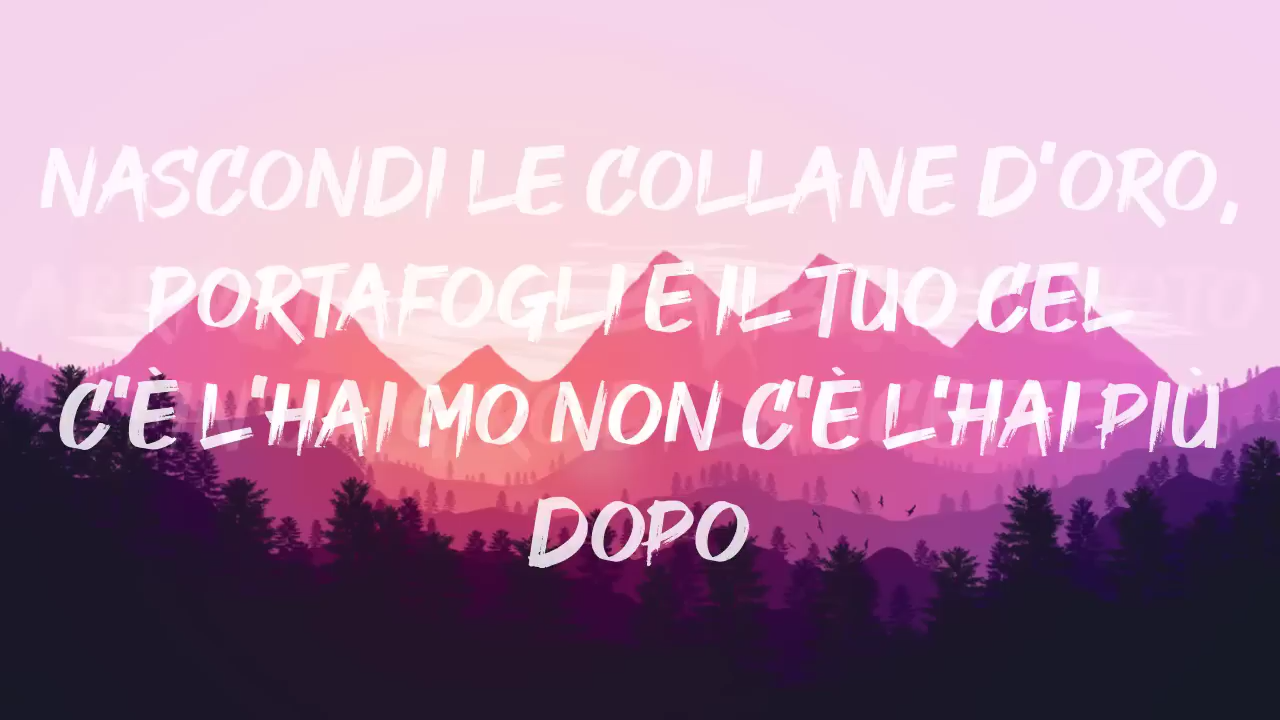 NASCONDI LE COLLANE D'ORO,
PORTAFOGLI E IL TUO CEL
C'È L'HAI MO NON C'È L'HAI PIÙ
DOPO